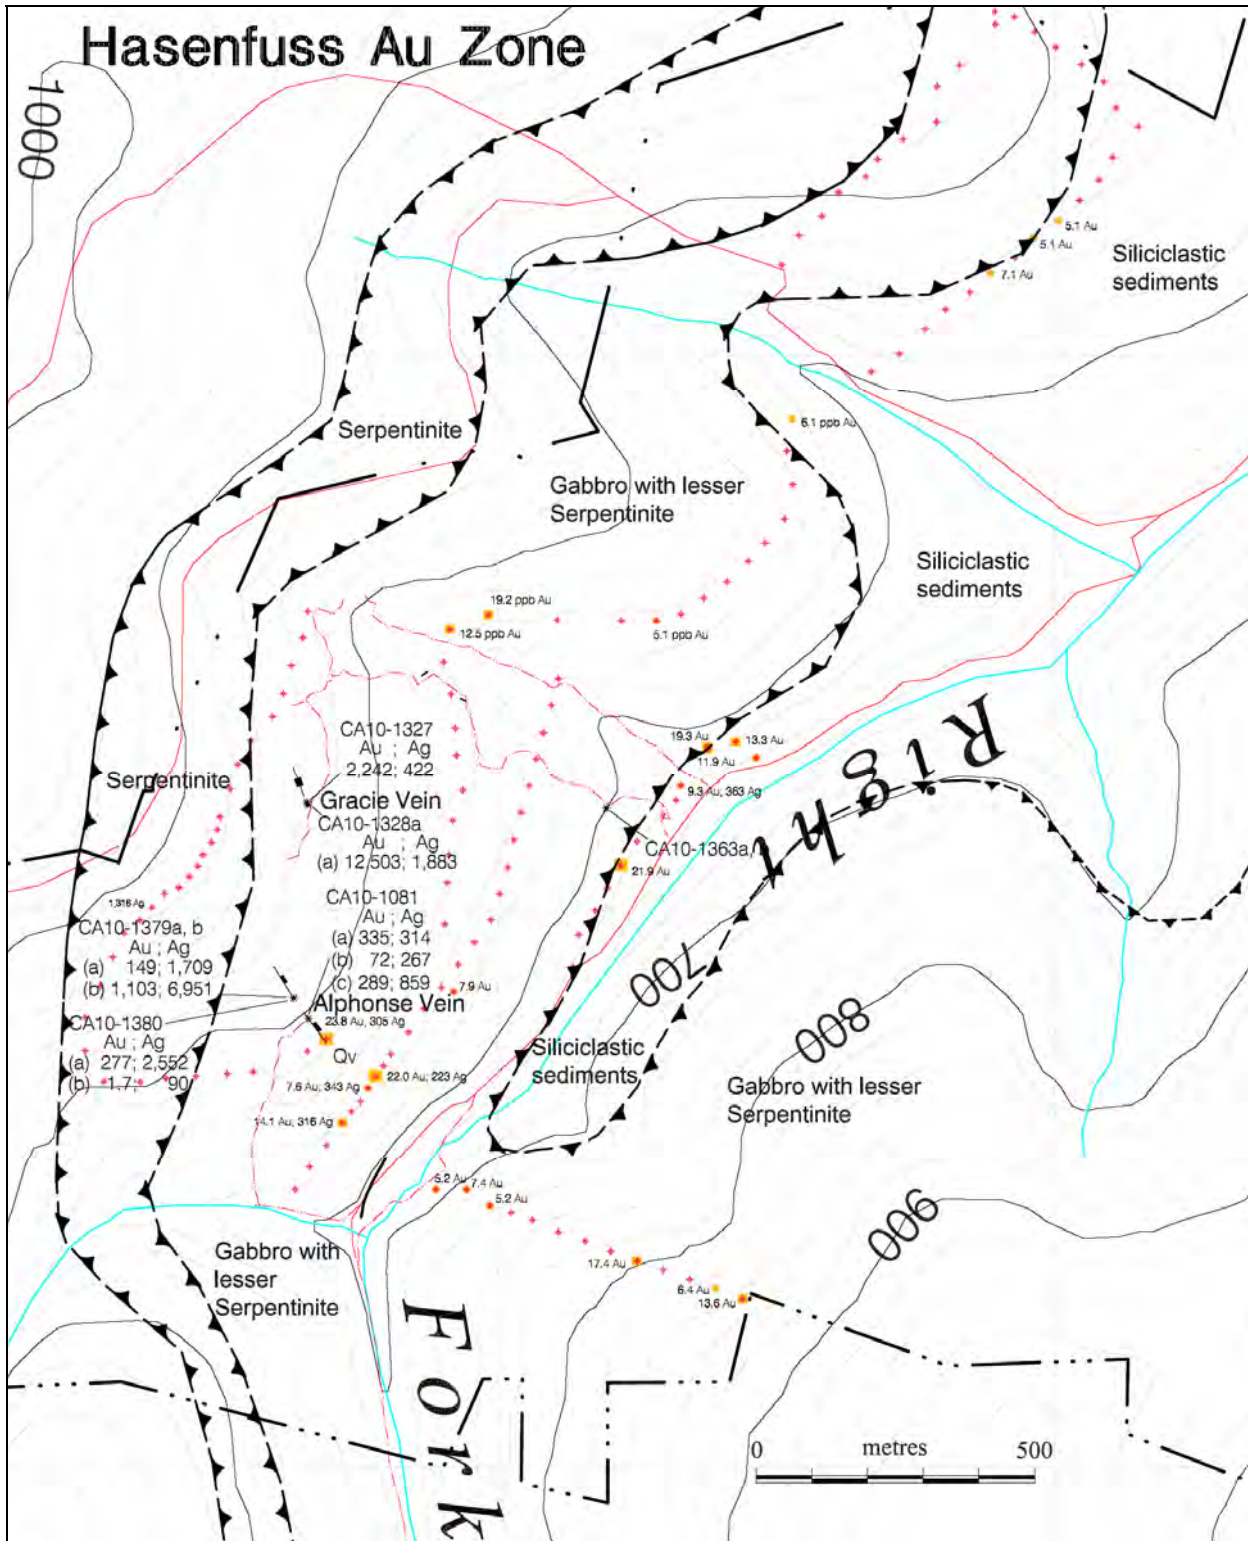 Hasenfuss Au Zone
1000
5.1 Au
5.1 Au
7.1 Au
Siliciclastic
sediments
Serpentinite
6.1 ppb Au
Gabbro with lesser
Serpentinite
Siliciclastic
sediments
19.2 ppb Au
12.5 ppb Au
5.1 ppb Au
Right
CA10-1327
Au ; Ag
2,242; 422
19.3 Au
13.3 Au
11.9 Au
Serpentinite
9.3 Au; 363 Ag
Gracie Vein
CA10-1328a
Au ; Ag
(a) 12,503; 1,883
CA10-1363a,
21.9 Au
CA10-1081
Au ; Ag
(a) 335; 314
(b) 72; 267
(c) 289; 859
1,316 Ag
CA10-1379a, b
Au ; Ag
(a) 149; 1,709
(b) 1,103; 6,951
700
7.9 Au
Alphonse Vein
800
CA10-1380
Au ; Ag
(a) 277; 2,552
(b) 1.7; 90
23.8 Au, 305 Ag
Qv
Siliciclastic
sediments
22.0 Au; 223 Ag
7.6 Au; 343 Ag
Gabbro with lesser
Serpentinite
14.1 Au; 316 Ag
5.2 Au
7.4 Au
5.2 Au
900
Gabbro with
lesser
Serpentinite
17.4 Au
6.4 Au
13.6 Au
Fork
0 metres 500